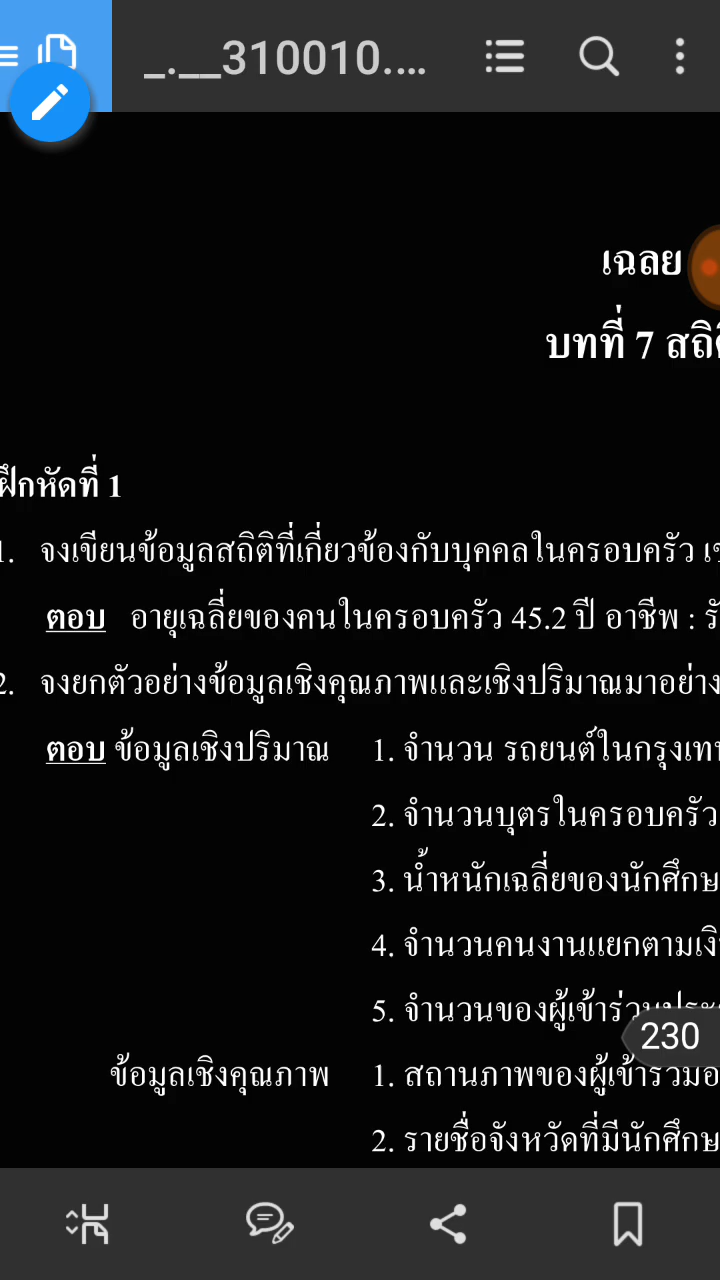 _.__310010....
เฉลย
บทที่ 7
ฝึกหัดที่ 1
1. จงเขียนข้อมูลสถิติที่เกี่ยวข้องกับบุคคลในครอบครัว
ตอบ อายุเฉลี่ยของคนในครอบครัว 45.2 ปี อาชีพ :
2. จงยกตัวอย่างข้อมูลเชิงคุณภาพและเชิงปริมาณมาอย่าง
ตอบ ข้อมูลเชิงปริมาณ 1. จำนวน รถยนต์ในกรุงเทพ
2. จำนวนบุตรในครอบครัว
3. น้ำหนักเฉลี่ยของนักศึกษ
4. จำนวนคนงานแยกตามเงิ
5. จำนวนของผู้เข้าร่วมประ
230
ข้อมูลเชิงคุณภาพ 1. สถานภาพของผู้เข้าร่วมอ
2. รายชื่อจังหวัดที่มีนักศึกษ